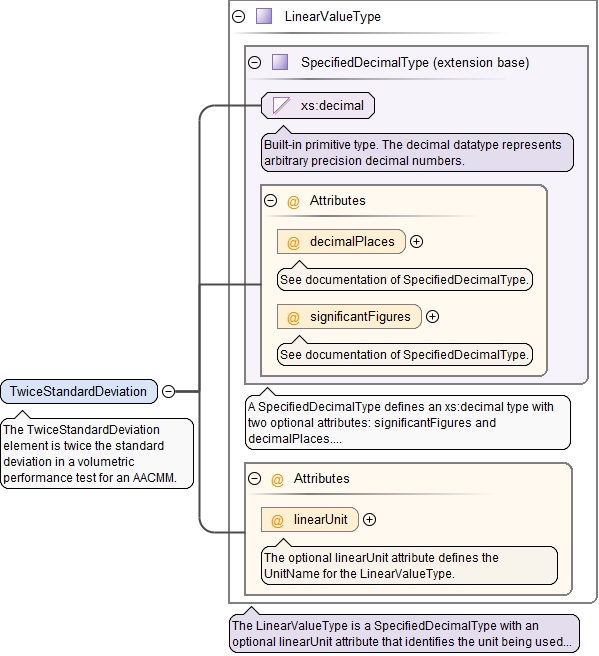 LinearValueType
SpecifiedDecimalType (extension base)
xs:decimal
Built-in primitive type. The decimal datatype represents
arbitrary precision decimal numbers.
@ Attributes
@ decimalPlaces
See documentation of SpecifiedDecimalType.
@ significantFigures
See documentation of SpecifiedDecimalType.
TwiceStandardDeviation
The TwiceStandardDeviation
element is twice the standard
deviation in a volumetric
performance test for an AACMM.
A SpecifiedDecimalType defines an xs:decimal type with
two optional attributes: significantFigures and
decimalPlaces....
@ Attributes
@ linearUnit
The optional linearUnit attribute defines the
UnitName for the LinearValueType.
The LinearValueType is a SpecifiedDecimalType with an
optional linearUnit attribute that identifies the unit being used...